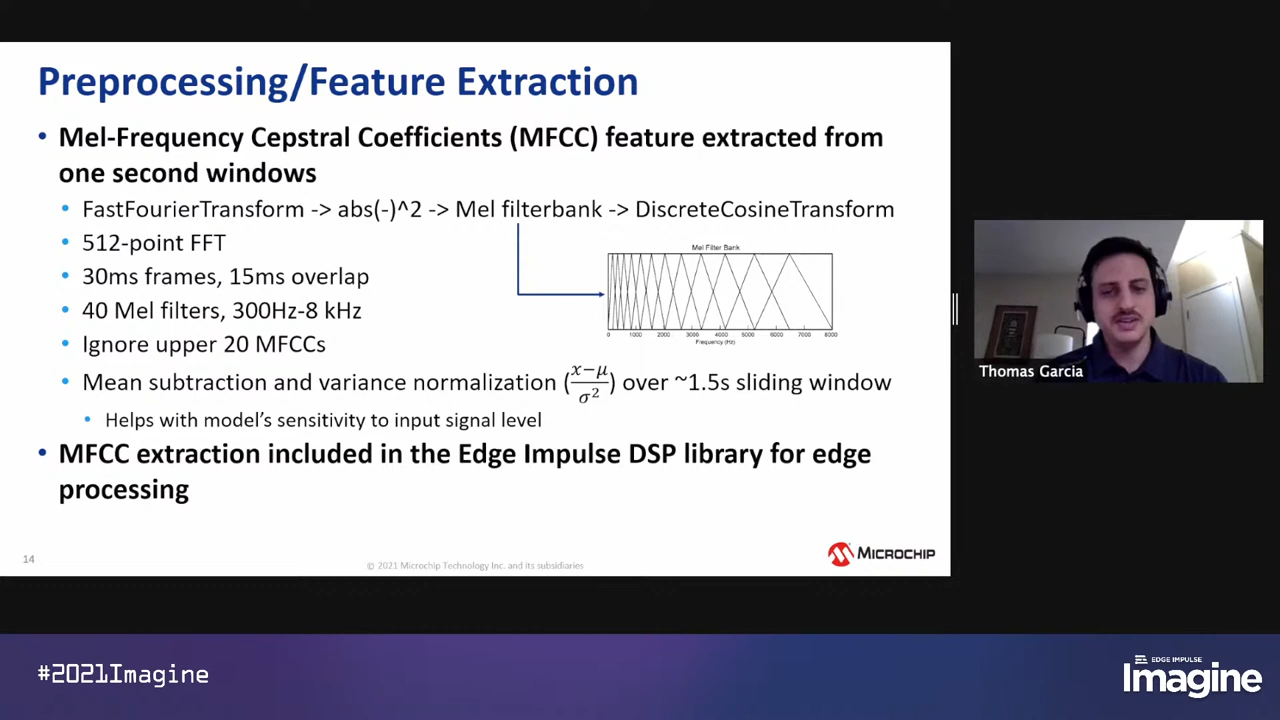 Preprocessing/Feature Extraction
• Mel-Frequency Cepstral Coefficients (MFCC) feature extracted from
one second windows
• FastFourierTransform -> abs(-)^2 -> Mel filterbank -> DiscreteCosineTransform
• 512-point FFT
• 30ms frames, 15ms overlap
• 40 Mel filters, 300Hz-8 kHz
• Ignore upper 20 MFCCs
• Mean subtraction and variance normalization (x−μ/σ²) over ~1.5s sliding window
• Helps with model's sensitivity to input signal level
• MFCC extraction included in the Edge Impulse DSP library for edge
processing
Mel Filter Bank
0 1000 2000 3000 4000 5000 6000 7000 8000
Frequency (Hz)
14
© 2021 Microchip Technology Inc. and its subsidiaries
MICROCHIP
Thomas Garcia
#2021Imagine
EDGE IMPULSE
Imagine